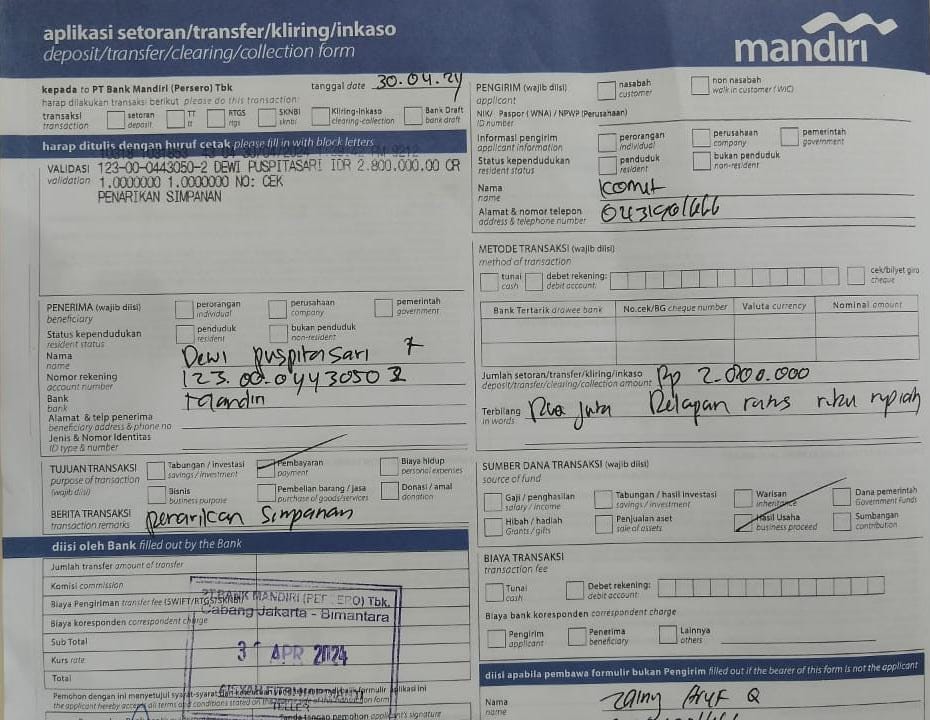 aplikasi setoran/transfer/kliring/inkaso
deposit/transfer/clearing/collection form
mandiri
kepada to PT Bank Mandiri (Persero) Tbk
tanggal date 30.04.24
harap dilakukan transaksi berikut please do this transaction:
transaksi setoran TT RTGS SKNBI Kliring-inkaso Bank Draft
transaction deposit tt rtgs sknbi clearing-collection bank draft
harap ditulis dengan huruf cetak please fill in with block letters
VALIDASI 123-00-0443050-2 DEWI PUSPITASARI IDR 2.800.000.00 CR
validation 1.0000000 1.0000000 NO: CEK
PENARIKAN SIMPANAN
PENERIMA (wajib diisi) perorangan perusahaan pemerintah
beneficiary individual company government
Status kependudukan penduduk bukan penduduk
resident status resident non-resident
Nama Dewi puspitasari
name
Nomor rekening 123.00.0443050
account number
Bank
bank
Alamat & telp penerima
beneficiary address & phone no
Jenis & Nomor Identitas
ID type & number
TUJUAN TRANSAKSI Tabungan / investasi Pembayaran Biaya hidup
purpose of transaction savings / investment payment personal expenses
(wajib diisi) Bisnis Pembelian barang / jasa Donasi / amal
business purpose purchase of goods/services donation
BERITA TRANSAKSI penarikan Simpanan
transaction remarks
diisi oleh Bank filled out by the Bank
Jumlah transfer amount of transfer
Komisi commission
Biaya Pengiriman transfer fee (SWIFT/RTGS/SKNBI)
Biaya koresponden correspondent charge
Sub Total
Kurs rate
Total
PT BANK MANDIRI (PERSERO) Tbk.
Cabang Jakarta - Bimantara
30 APR 2024
TELLER
Pemohon dengan ini menyetujui syarat-syarat formulir aplikasi ini
the applicant hereby accept all terms and conditions stated on
Tanda tangan pemohon applicant's signature
PENGIRIM (wajib diisi) nasabah non nasabah
applicant customer walk in customer (WIC)
NIK/ Paspor (WNA) / NPWP (Perusahaan)
ID number
Informasi pengirim perorangan perusahaan pemerintah
applicant information individual company government
Status kependudukan penduduk bukan penduduk
resident status resident non-resident
Nama
name
Alamat & nomor telepon
address & telephone number
METODE TRANSAKSI (wajib diisi)
method of transaction
tunai debet rekening: cek/bilyet giro
cash debit account: cheque
Bank Tertarik drawee bank No.cek/BG cheque number Valuta currency Nominal amount
Jumlah setoran/transfer/kliring/inkaso Rp 2.800.000
deposit/transfer/clearing/collection amount
Terbilang Dua juta Delapan ratus ribu rupiah
in words
SUMBER DANA TRANSAKSI (wajib diisi)
source of fund
Gaji / penghasilan Tabungan / hasil investasi Warisan Dana pemerintah
salary / income savings / investment inheritance Government funds
Hibah / hadiah Penjualan aset Hasil Usaha Sumbangan
Grants / gifts sale of assets business proceed contribution
BIAYA TRANSAKSI
transaction fee
Tunai Debet rekening:
cash debit account:
Biaya bank koresponden correspondent charge
Pengirim Penerima Lainnya
applicant beneficiary others
diisi apabila pembawa formulir bukan Pengirim filled out if the bearer of this form is not the applicant
Nama
name